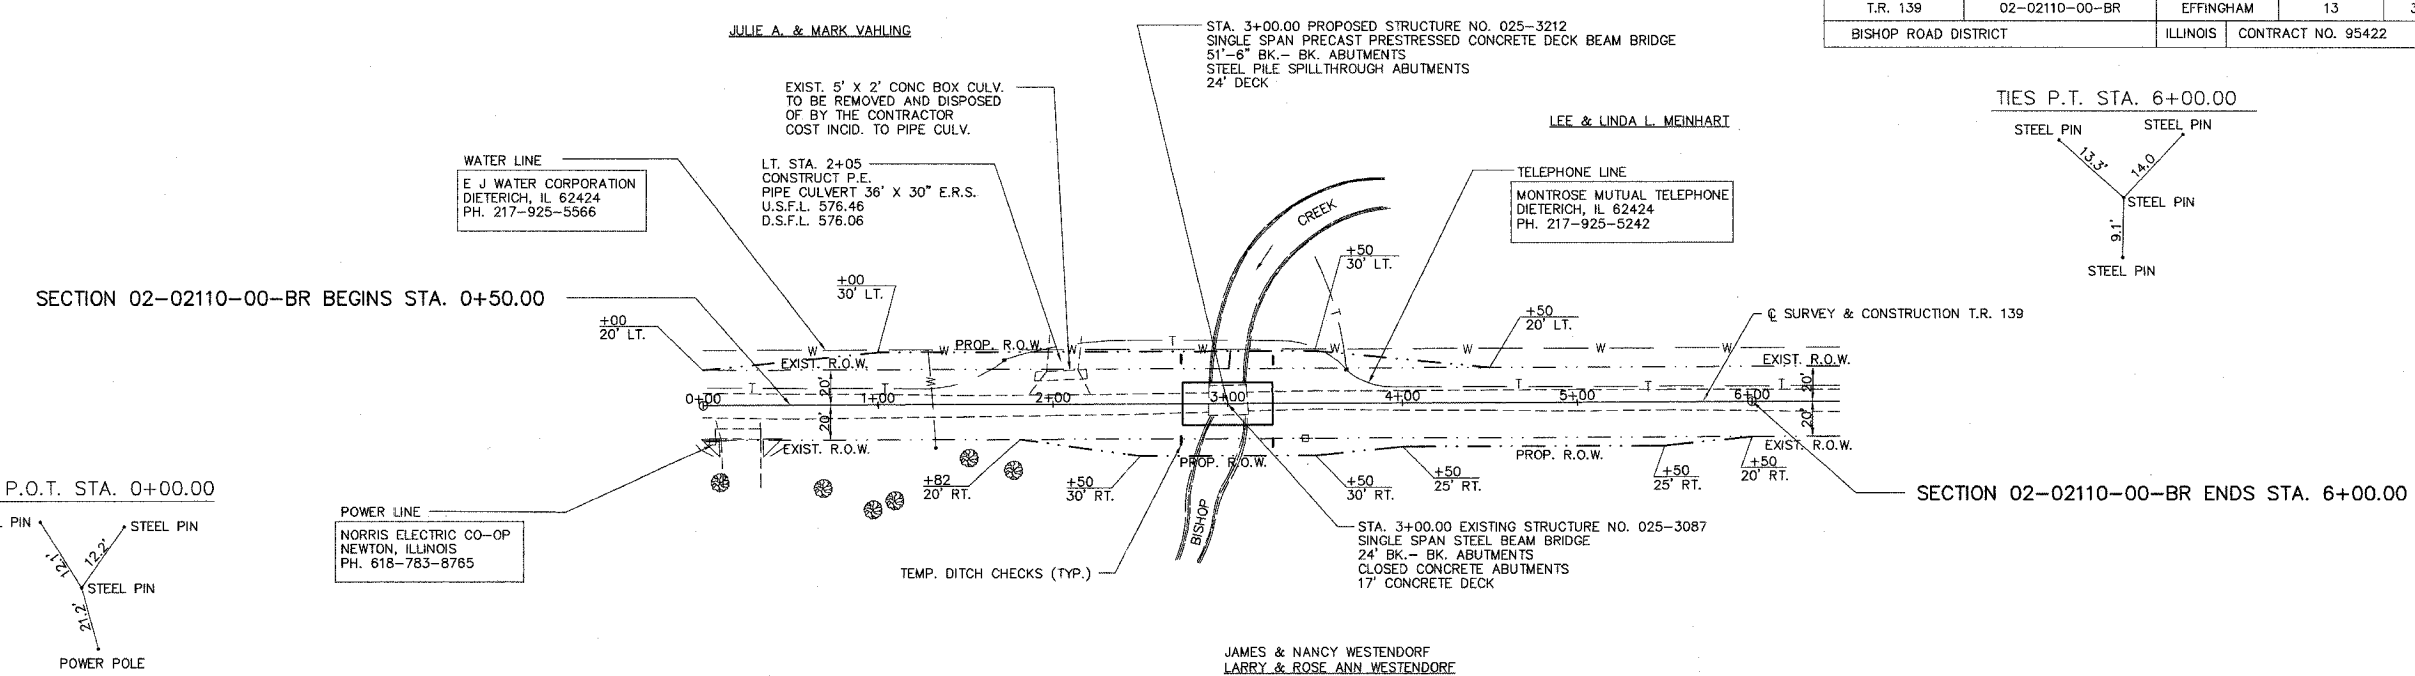 T.R. 139 02-02110-00-BR EFFINGHAM 13
BISHOP ROAD DISTRICT ILLINOIS CONTRACT NO. 95422
JULIE A. & MARK VAHLING
STA. 3+00.00 PROPOSED STRUCTURE NO. 025-3212
SINGLE SPAN PRECAST PRESTRESSED CONCRETE DECK BEAM BRIDGE
51'-6" BK.- BK. ABUTMENTS
STEEL PILE SPILLTHROUGH ABUTMENTS
24' DECK
EXIST. 5' X 2' CONC BOX CULV.
TO BE REMOVED AND DISPOSED
OF BY THE CONTRACTOR
COST INCID. TO PIPE CULV.
LEE & LINDA L. MEINHART
TIES P.T. STA. 6+00.00
STEEL PIN
STEEL PIN
13.3'
14.0
STEEL PIN
9.1'
STEEL PIN
WATER LINE
E J WATER CORPORATION
DIETERICH, IL 62424
PH. 217-925-5566
LT. STA. 2+05
CONSTRUCT P.E.
PIPE CULVERT 36' X 30" E.R.S.
U.S.F.L. 576.46
D.S.F.L. 576.06
TELEPHONE LINE
MONTROSE MUTUAL TELEPHONE
DIETERICH, IL 62424
PH. 217-925-5242
CREEK
SECTION 02-02110-00-BR BEGINS STA. 0+50.00
+00
20' LT.
+00
30' LT.
+50
30' LT.
+50
20' LT.
℄ SURVEY & CONSTRUCTION T.R. 139
W W W W W W W W W
PROP. R.O.W.
T
T
W
EXIST. R.O.W.
EXIST. R.O.W.
T T T T T
20'
20'
0+00 1+00 2+00 3+00 4+00 5+00 6+00
20'
20'
EXIST. R.O.W.
PROP. R.O.W.
PROP. R.O.W.
EXIST. R.O.W.
+82
20' RT.
+50
30' RT.
+50
30' RT.
+50
25' RT.
+50
25' RT.
+50
20' RT.
SECTION 02-02110-00-BR ENDS STA. 6+00.00
P.O.T. STA. 0+00.00
PIN
STEEL PIN
12.1'
12.2'
STEEL PIN
21.2'
POWER POLE
POWER LINE
NORRIS ELECTRIC CO-OP
NEWTON, ILLINOIS
PH. 618-783-8765
BISHOP
TEMP. DITCH CHECKS (TYP.)
STA. 3+00.00 EXISTING STRUCTURE NO. 025-3087
SINGLE SPAN STEEL BEAM BRIDGE
24' BK.- BK. ABUTMENTS
CLOSED CONCRETE ABUTMENTS
17' CONCRETE DECK
JAMES & NANCY WESTENDORF
LARRY & ROSE ANN WESTENDORF